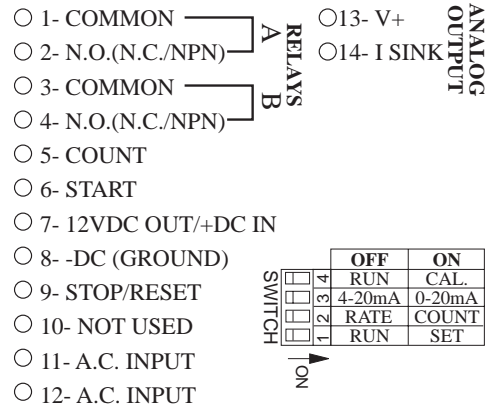 1- COMMON
2- N.O.(N.C./NPN)
A
3- COMMON
4- N.O.(N.C./NPN)
B
RELAYS
5- COUNT
6- START
7- 12VDC OUT/+DC IN
8- -DC (GROUND)
9- STOP/RESET
10- NOT USED
11- A.C. INPUT
12- A.C. INPUT
13- V+
14- I SINK
ANALOG
OUTPUT
OFF ON
4 RUN CAL.
3 4-20mA 0-20mA
2 RATE COUNT
1 RUN SET
SWITCH
ON